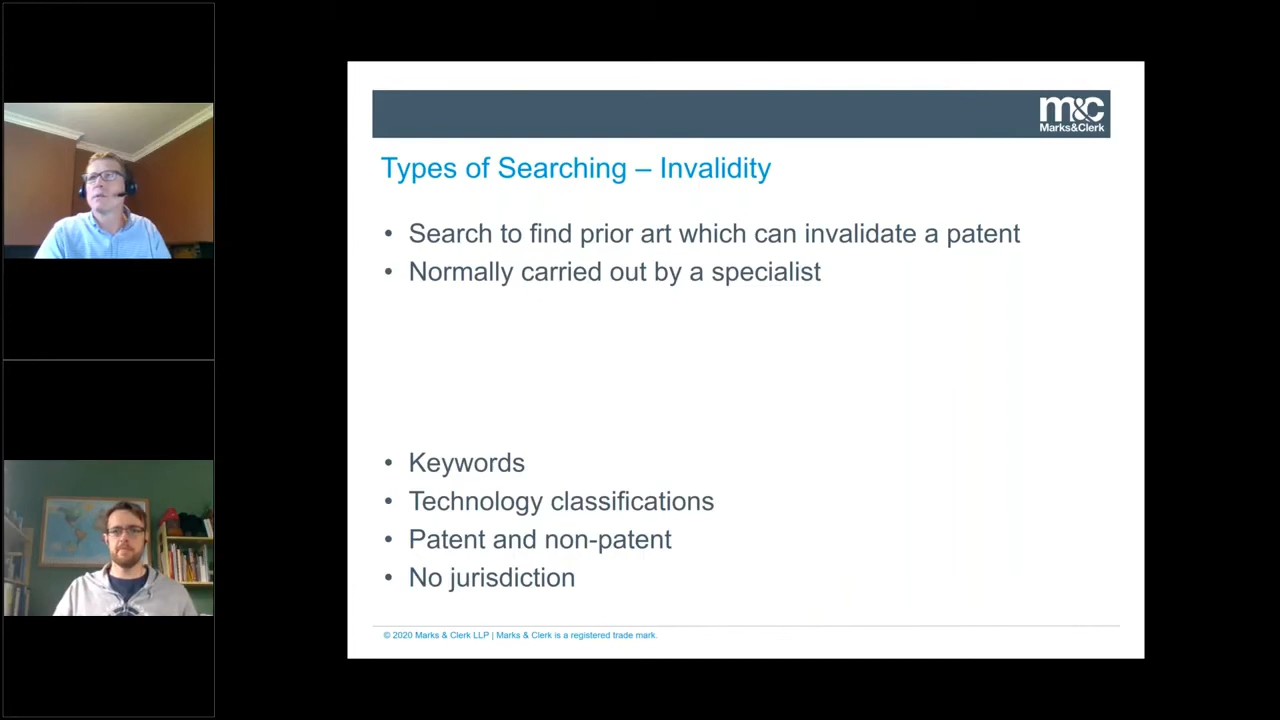 m&c
Marks&Clerk
Types of Searching – Invalidity
• Search to find prior art which can invalidate a patent
• Normally carried out by a specialist
• Keywords
• Technology classifications
• Patent and non-patent
• No jurisdiction
© 2020 Marks & Clerk LLP | Marks & Clerk is a registered trade mark.